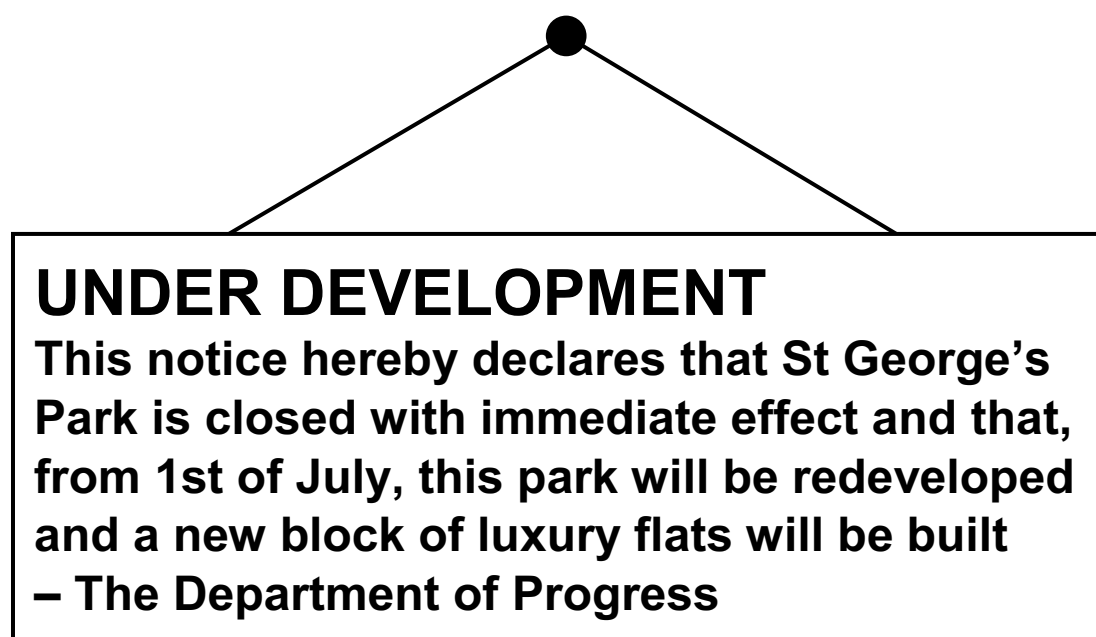 UNDER DEVELOPMENT
This notice hereby declares that St George’s
Park is closed with immediate effect and that,
from 1st of July, this park will be redeveloped
and a new block of luxury flats will be built
– The Department of Progress